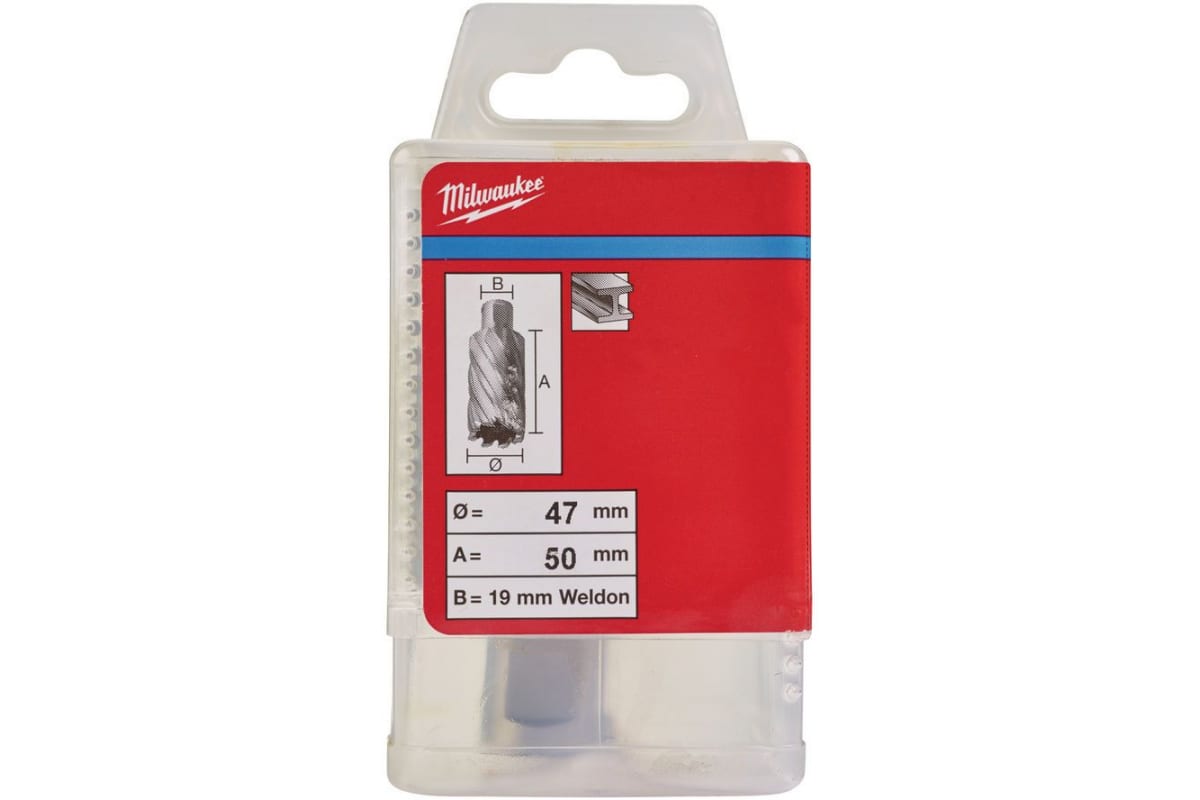 Milwaukee
B
A
Ø
Ø = 47 mm
A = 50 mm
B = 19 mm Weldon